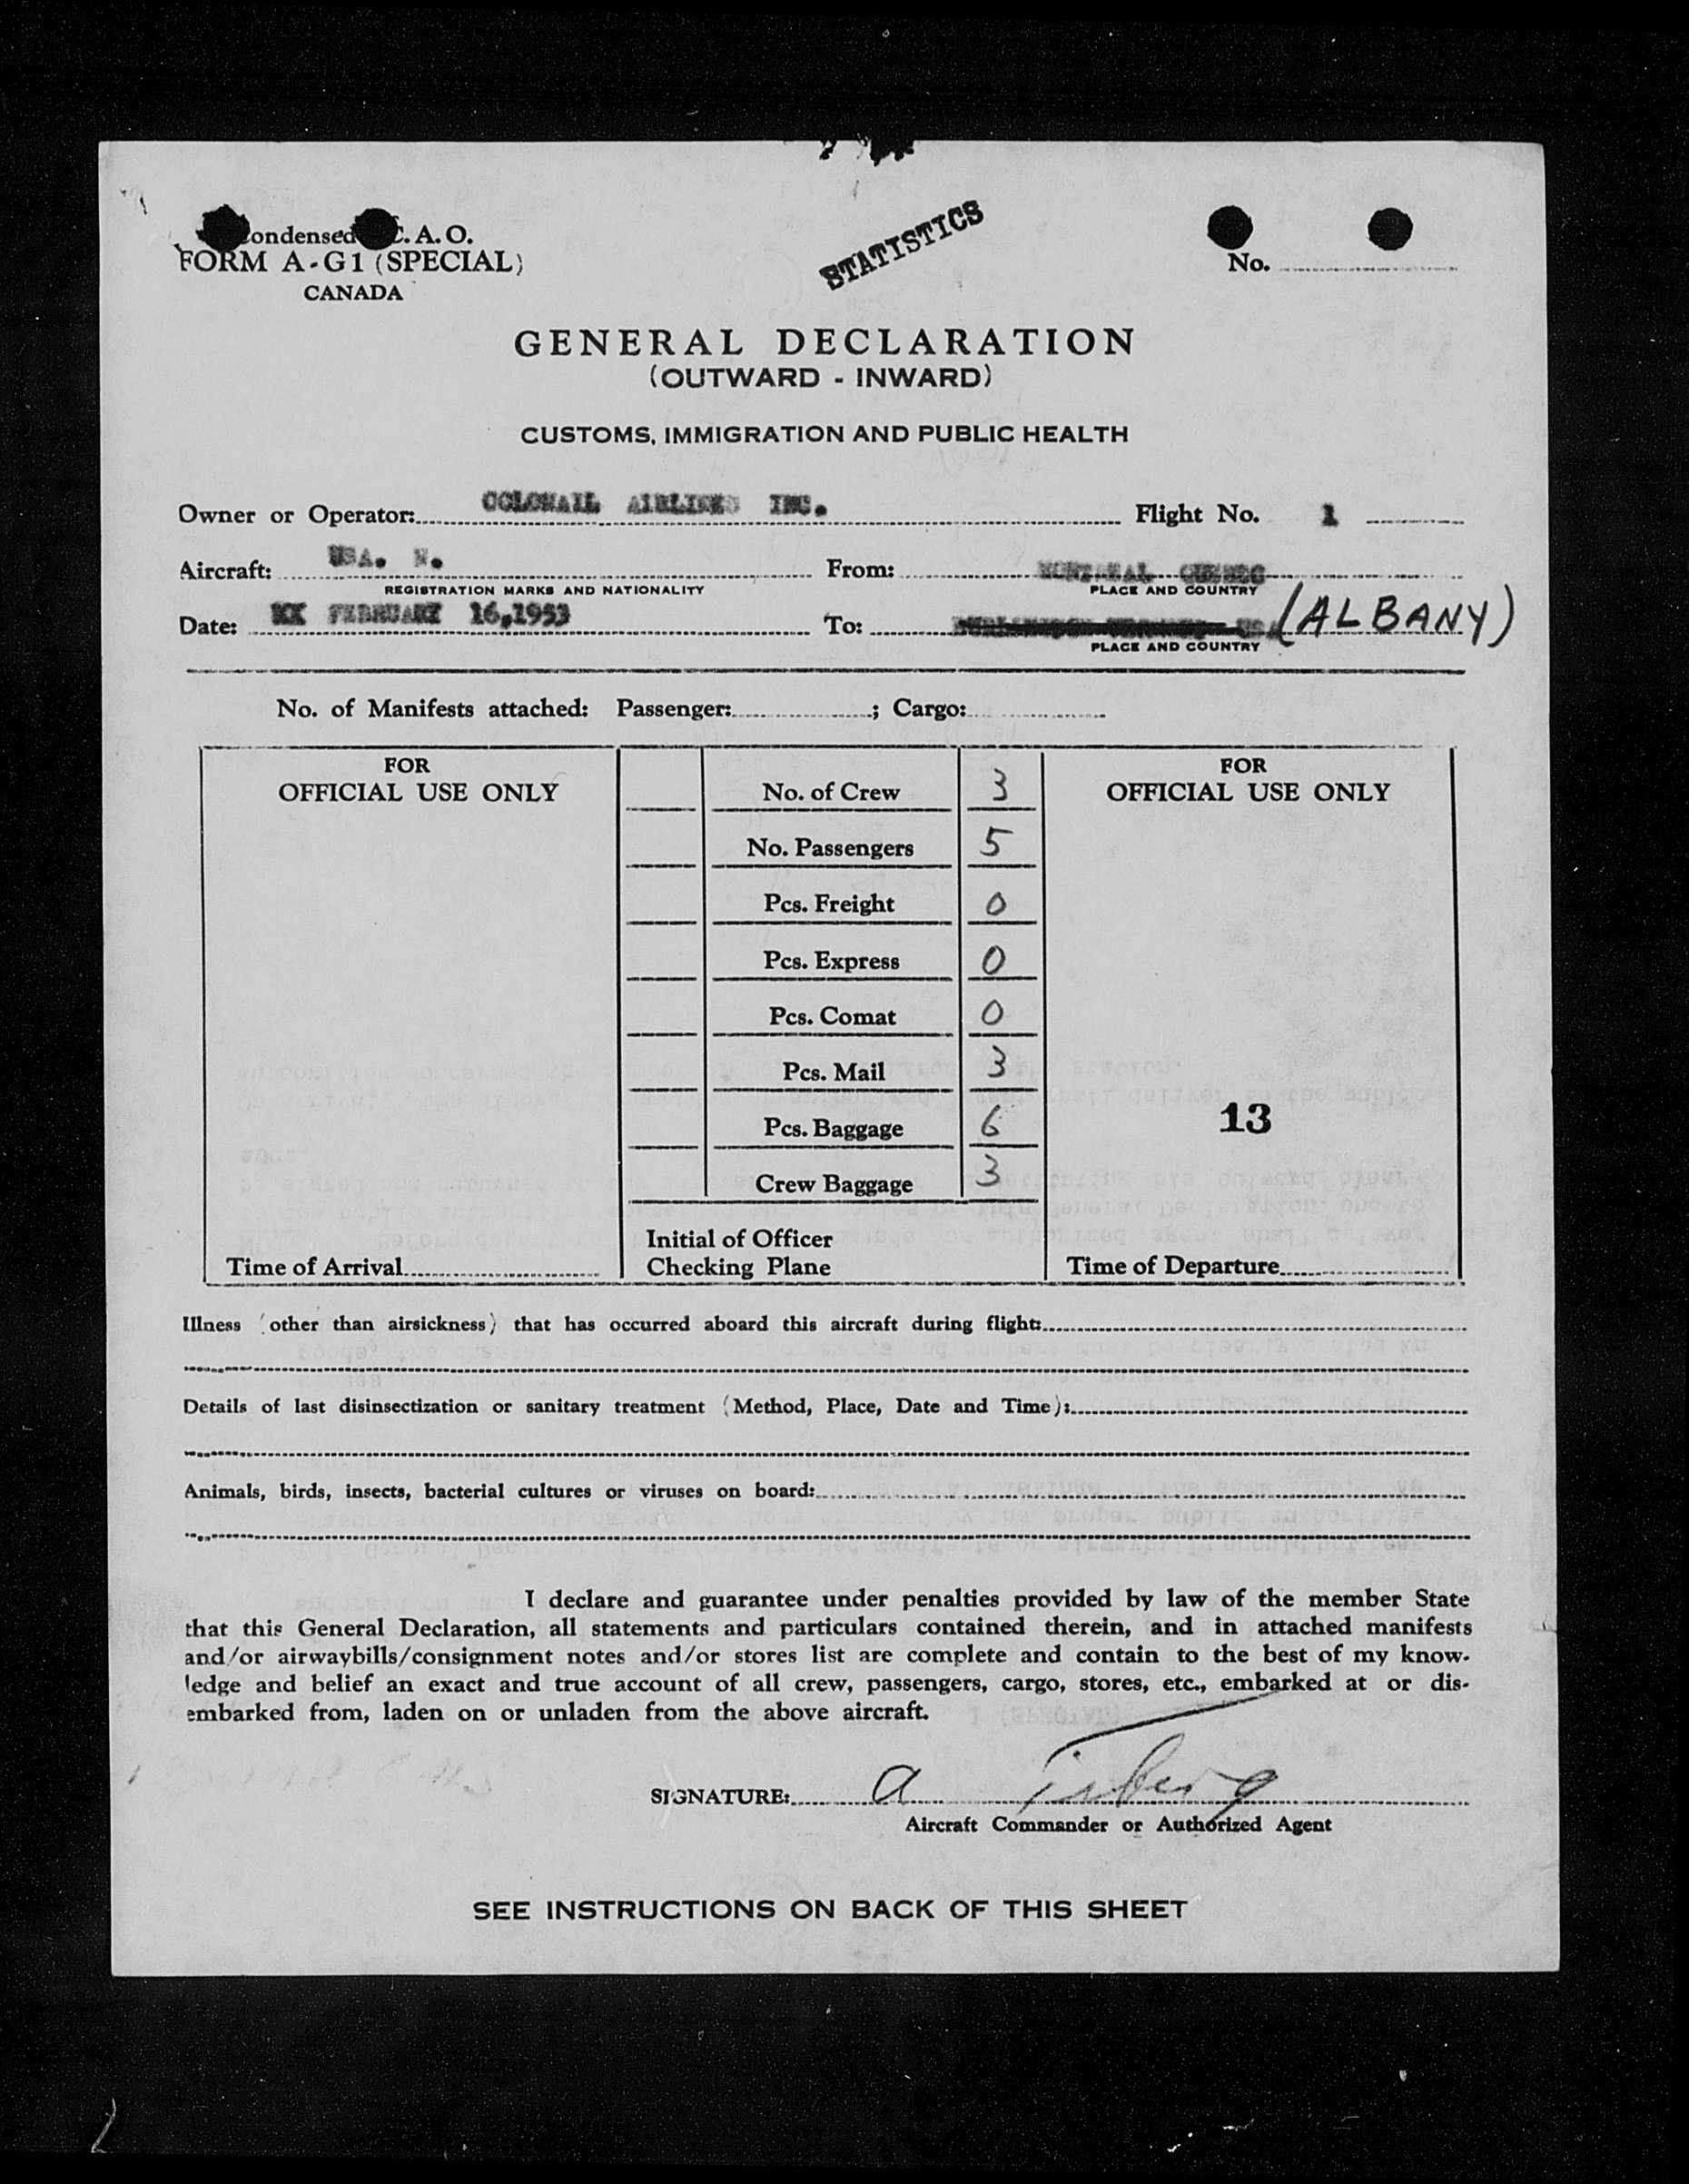 ondensed C. A. O.
FORM A-G1 (SPECIAL)
CANADA
STATISTICS
No.
GENERAL DECLARATION
(OUTWARD - INWARD)
CUSTOMS, IMMIGRATION AND PUBLIC HEALTH
Owner or Operator: COLONAIL AIRLINES INC. Flight No. 1
Aircraft: USA. N. From: MONTREAL QUEBEC
REGISTRATION MARKS AND NATIONALITY PLACE AND COUNTRY
Date: XX FEBRUARY 16,1953 To: (ALBANY)
PLACE AND COUNTRY
No. of Manifests attached: Passenger: ; Cargo:
FOR
OFFICIAL USE ONLY
No. of Crew 3
No. Passengers 5
Pcs. Freight 0
Pcs. Express 0
Pcs. Comat 0
Pcs. Mail 3
Pcs. Baggage 6
Crew Baggage 3
Initial of Officer
Checking Plane
Time of Arrival
FOR
OFFICIAL USE ONLY
13
Time of Departure
Illness (other than airsickness) that has occurred aboard this aircraft during flight:
Details of last disinsectization or sanitary treatment (Method, Place, Date and Time):
Animals, birds, insects, bacterial cultures or viruses on board:
I declare and guarantee under penalties provided by law of the member State
that this General Declaration, all statements and particulars contained therein, and in attached manifests
and/or airwaybills/consignment notes and/or stores list are complete and contain to the best of my know-
ledge and belief an exact and true account of all crew, passengers, cargo, stores, etc., embarked at or dis-
embarked from, laden on or unladen from the above aircraft.
SIGNATURE: A
Aircraft Commander or Authorized Agent
SEE INSTRUCTIONS ON BACK OF THIS SHEET